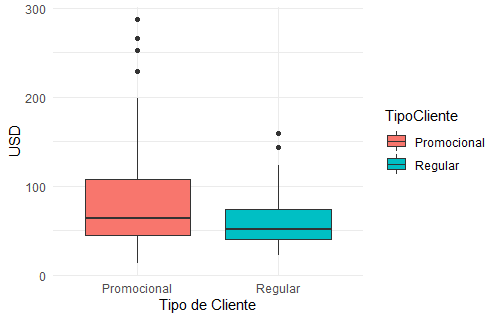 300
200
100
0
USD
Promocional
Regular
Tipo de Cliente
TipoCliente
Promocional
Regular